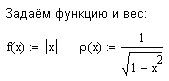 Задаём функцию и вес:
f(x) := |x|   ρ(x) := 1/√(1 − x²)